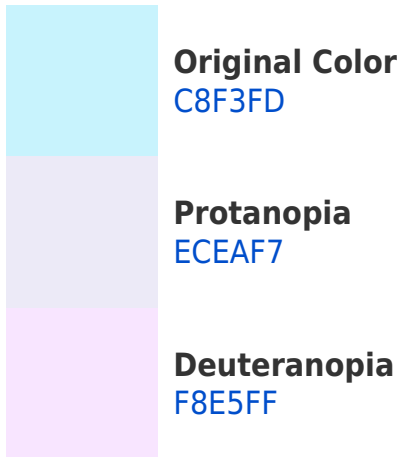 Original Color
C8F3FD
Protanopia
ECEAF7
Deuteranopia
F8E5FF